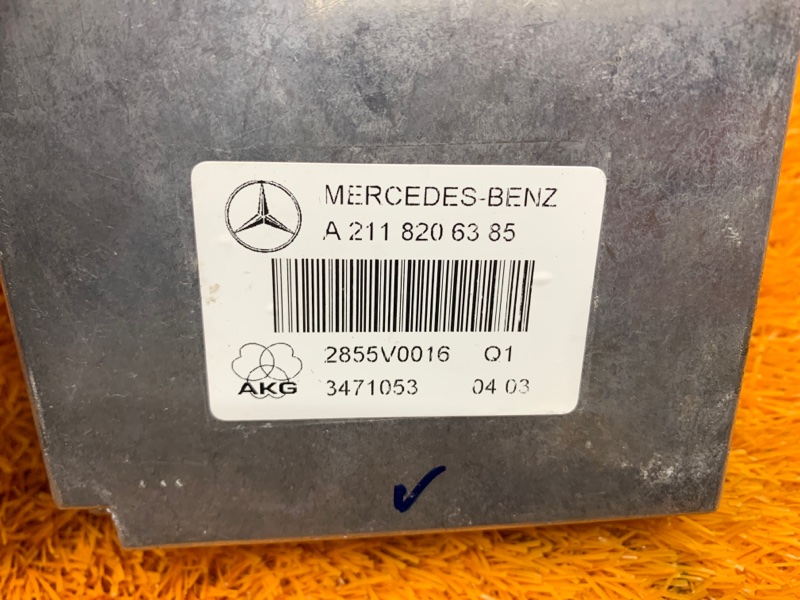 MERCEDES-BENZ
A 211 820 63 85
2855V0016 Q1
AKG 3471053 04 03